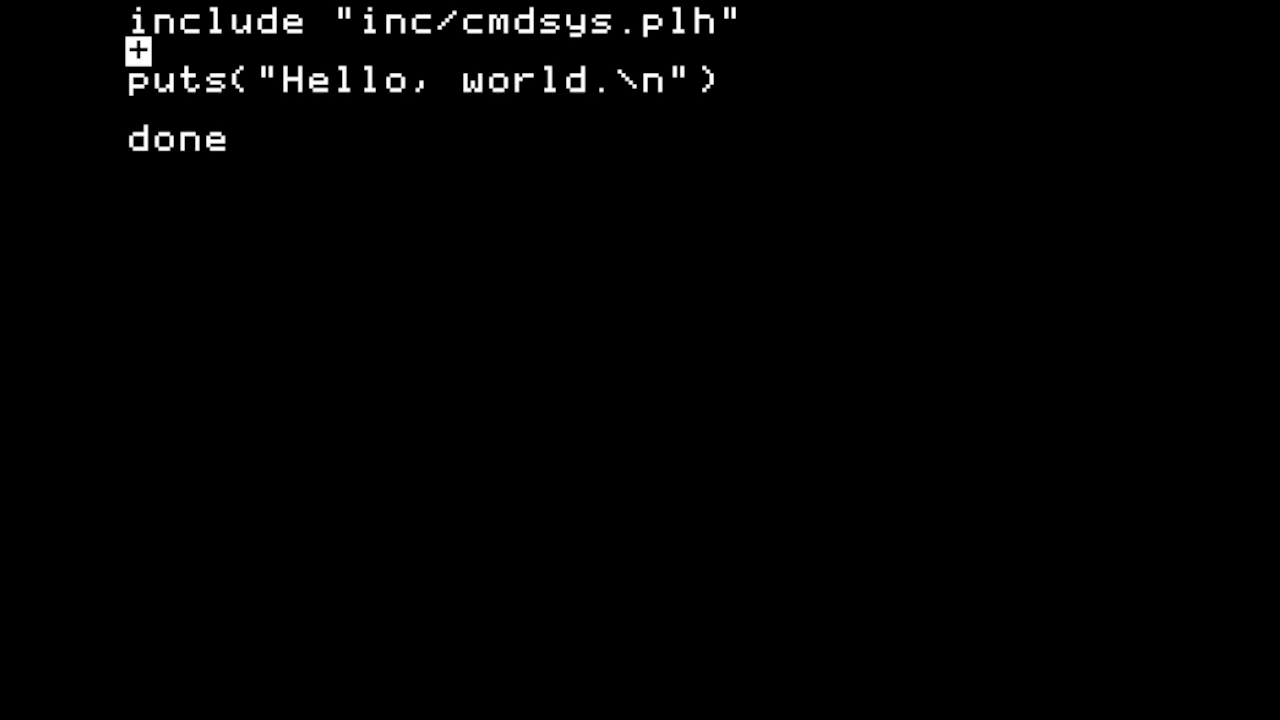 include "inc/cmdsys.plh"
+
puts("Hello, world.\n")
done